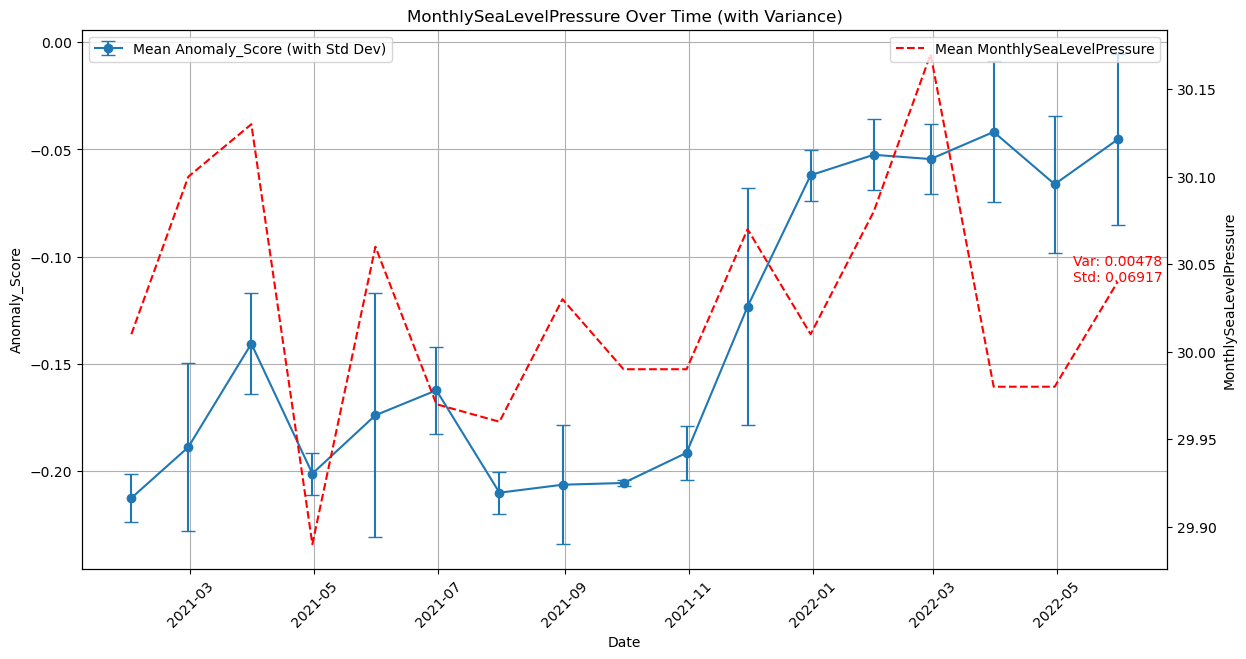 MonthlySeaLevelPressure Over Time (with Variance)
Mean Anomaly_Score (with Std Dev)
Mean MonthlySeaLevelPressure
0.00
−0.05
−0.10
−0.15
−0.20
Anomaly_Score
30.15
30.10
30.05
30.00
29.95
29.90
MonthlySeaLevelPressure
Var: 0.00478
Std: 0.06917
2021-03
2021-05
2021-07
2021-09
2021-11
2022-01
2022-03
2022-05
Date